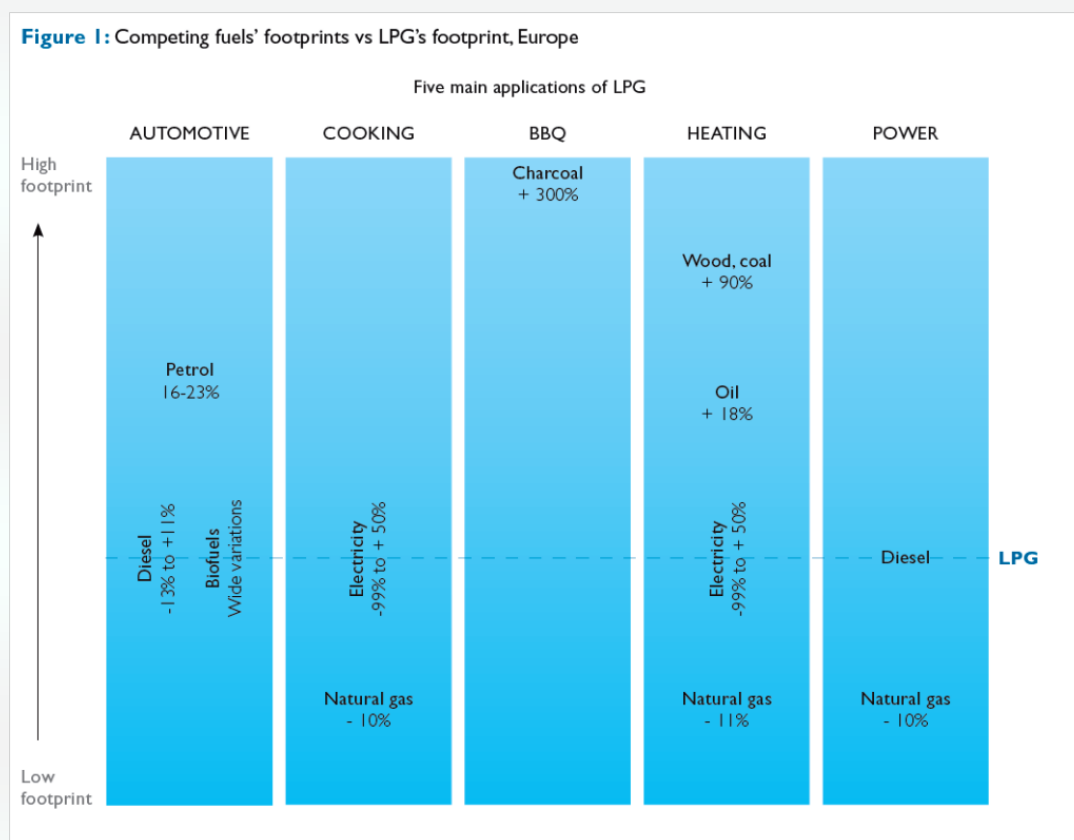 Figure 1: Competing fuels' footprints vs LPG's footprint, Europe
Five main applications of LPG
AUTOMOTIVE
COOKING
BBQ
HEATING
POWER
High
footprint
Low
footprint
Petrol
16-23%
Diesel
-13% to +11%
Biofuels
Wide variations
Electricity
-99% to + 50%
Natural gas
- 10%
Charcoal
+ 300%
Wood, coal
+ 90%
Oil
+ 18%
Electricity
-99% to + 50%
Natural gas
- 11%
Diesel
Natural gas
- 10%
LPG